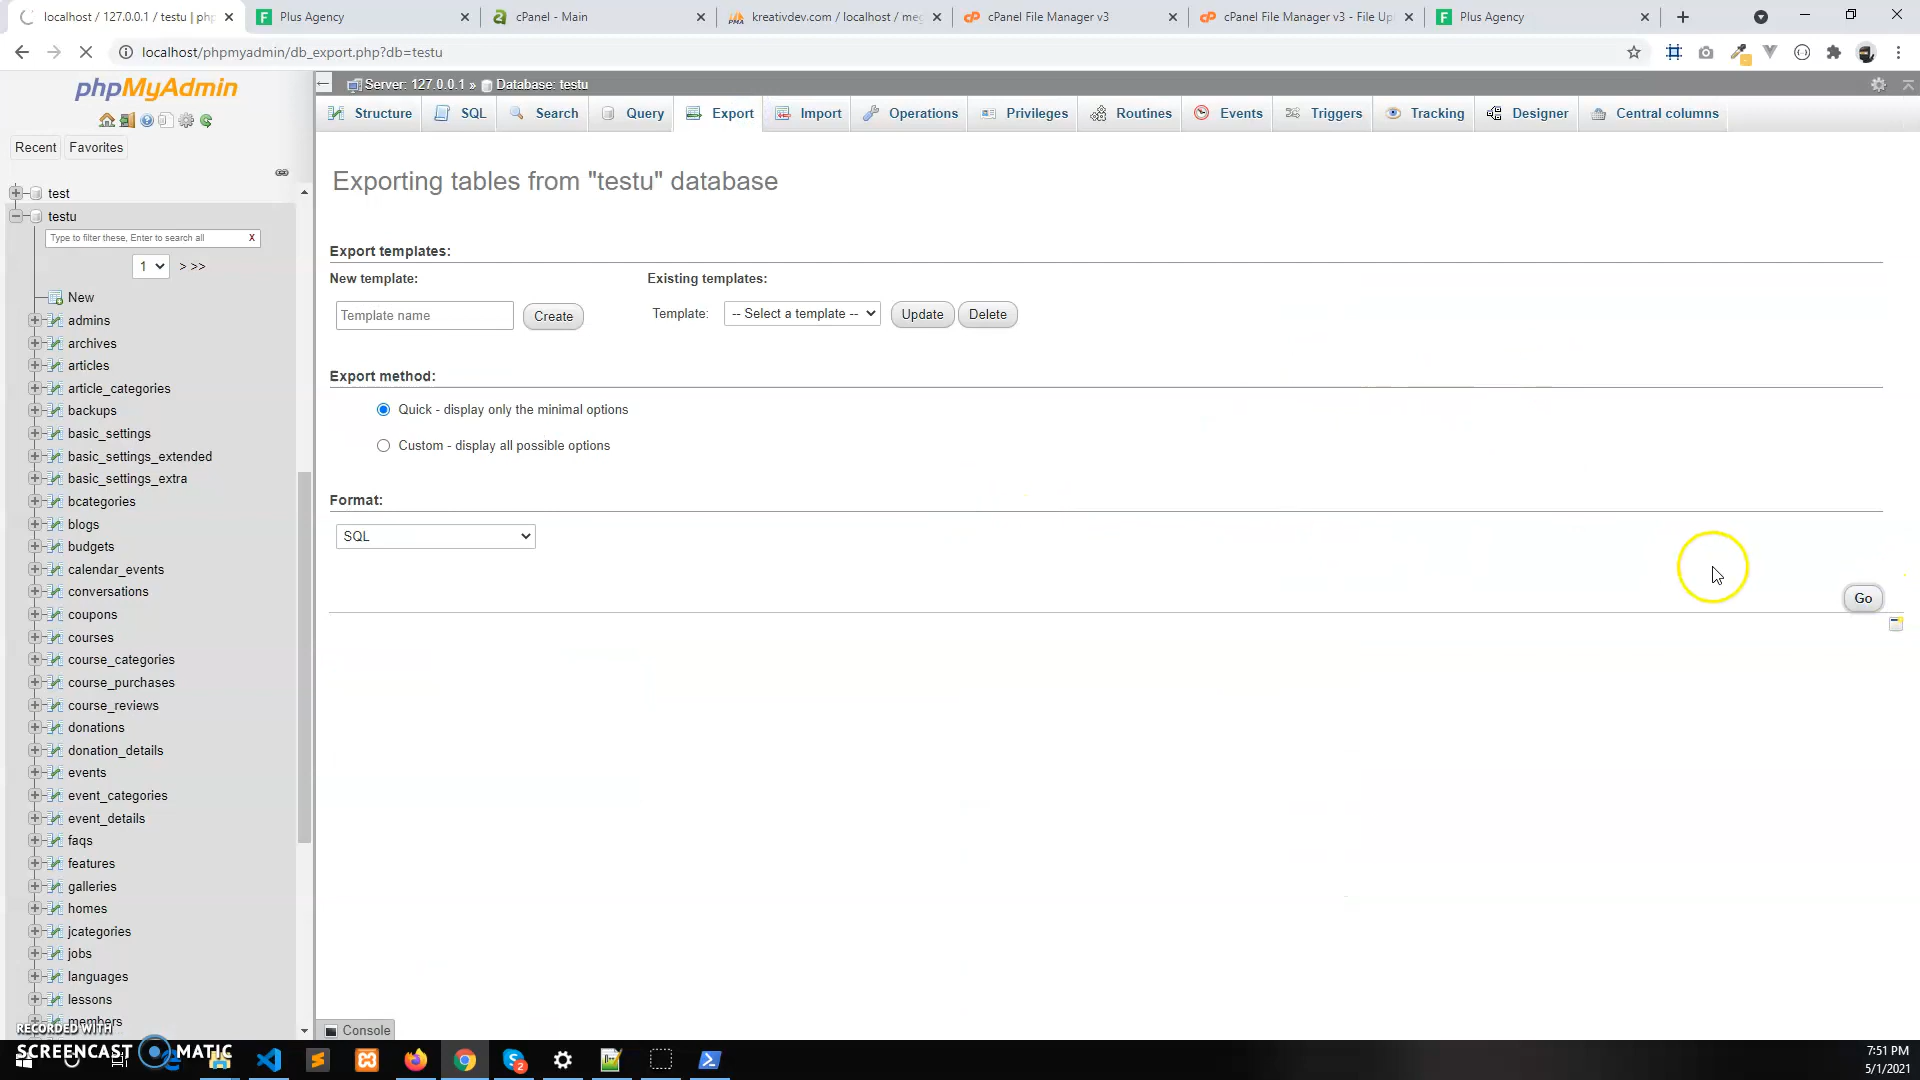 localhost / 127.0.0.1 / testu | php
Plus Agency
cPanel - Main
kreativdev.com / localhost / meg
cPanel File Manager v3
cPanel File Manager v3 - File Up
Plus Agency
localhost/phpmyadmin/db_export.php?db=testu
phpMyAdmin
Recent
Favorites
test
testu
Type to filter these, Enter to search all
X
1
> >>
New
admins
archives
articles
article_categories
backups
basic_settings
basic_settings_extended
basic_settings_extra
bcategories
blogs
budgets
calendar_events
conversations
coupons
courses
course_categories
course_purchases
course_reviews
donations
donation_details
events
event_categories
event_details
faqs
features
galleries
homes
jcategories
jobs
languages
lessons
members
Server: 127.0.0.1 » Database: testu
Structure
SQL
Search
Query
Export
Import
Operations
Privileges
Routines
Events
Triggers
Tracking
Designer
Central columns
Exporting tables from "testu" database
Export templates:
New template:
Existing templates:
Template name
Create
Template:
-- Select a template --
Update
Delete
Export method:
Quick - display only the minimal options
Custom - display all possible options
Format:
SQL
Go
Console
RECORDED WITH
SCREENCAST MATIC
2
7:51 PM
5/1/2021